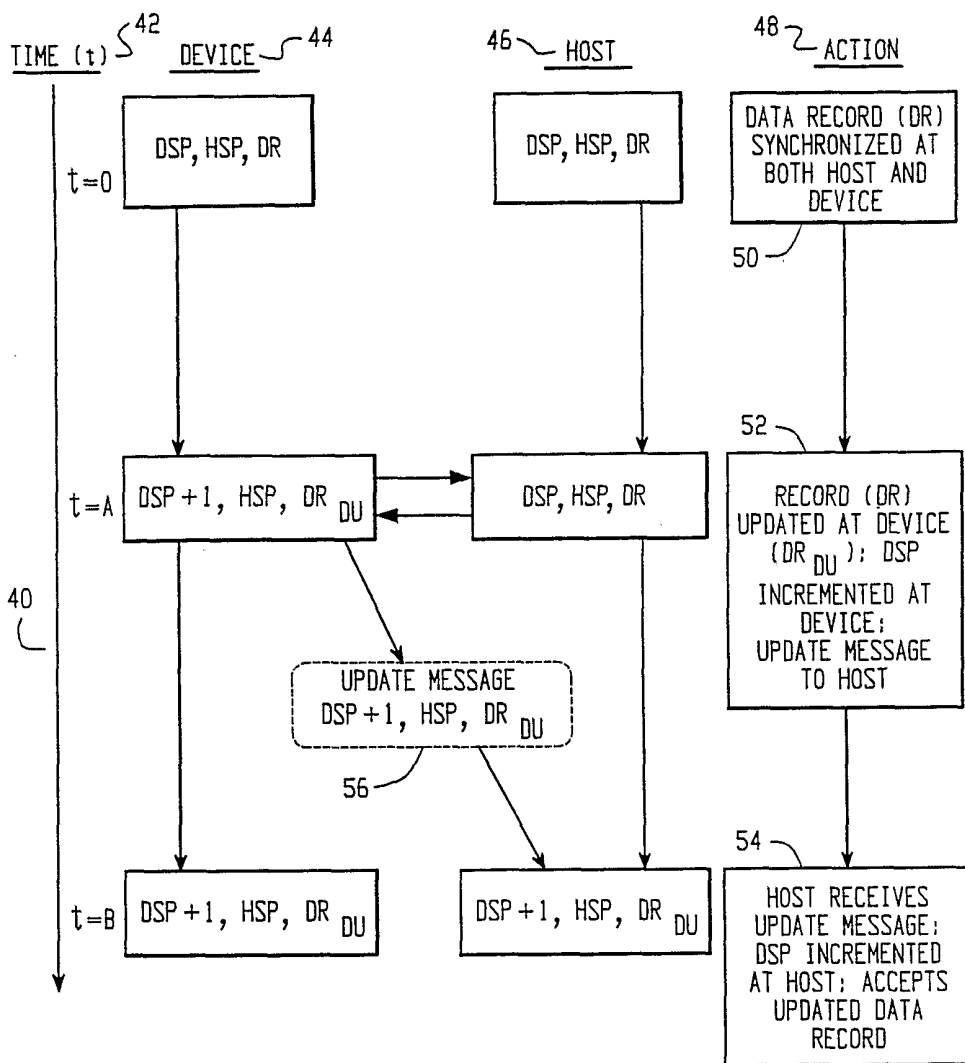 TIME (t) 42 DEVICE 44 46 HOST 48 ACTION
t=0
DSP, HSP, DR
DSP, HSP, DR
DATA RECORD (DR)
SYNCHRONIZED AT
BOTH HOST AND
DEVICE
50
40
t=A
DSP+1, HSP, DR DU
DSP, HSP, DR
52
RECORD (DR)
UPDATED AT DEVICE
(DR DU); DSP
INCREMENTED AT
DEVICE;
UPDATE MESSAGE
TO HOST
UPDATE MESSAGE
DSP+1, HSP, DR DU
56
t=B
DSP+1, HSP, DR DU
DSP+1, HSP, DR DU
54
HOST RECEIVES
UPDATE MESSAGE;
DSP INCREMENTED
AT HOST; ACCEPTS
UPDATED DATA
RECORD